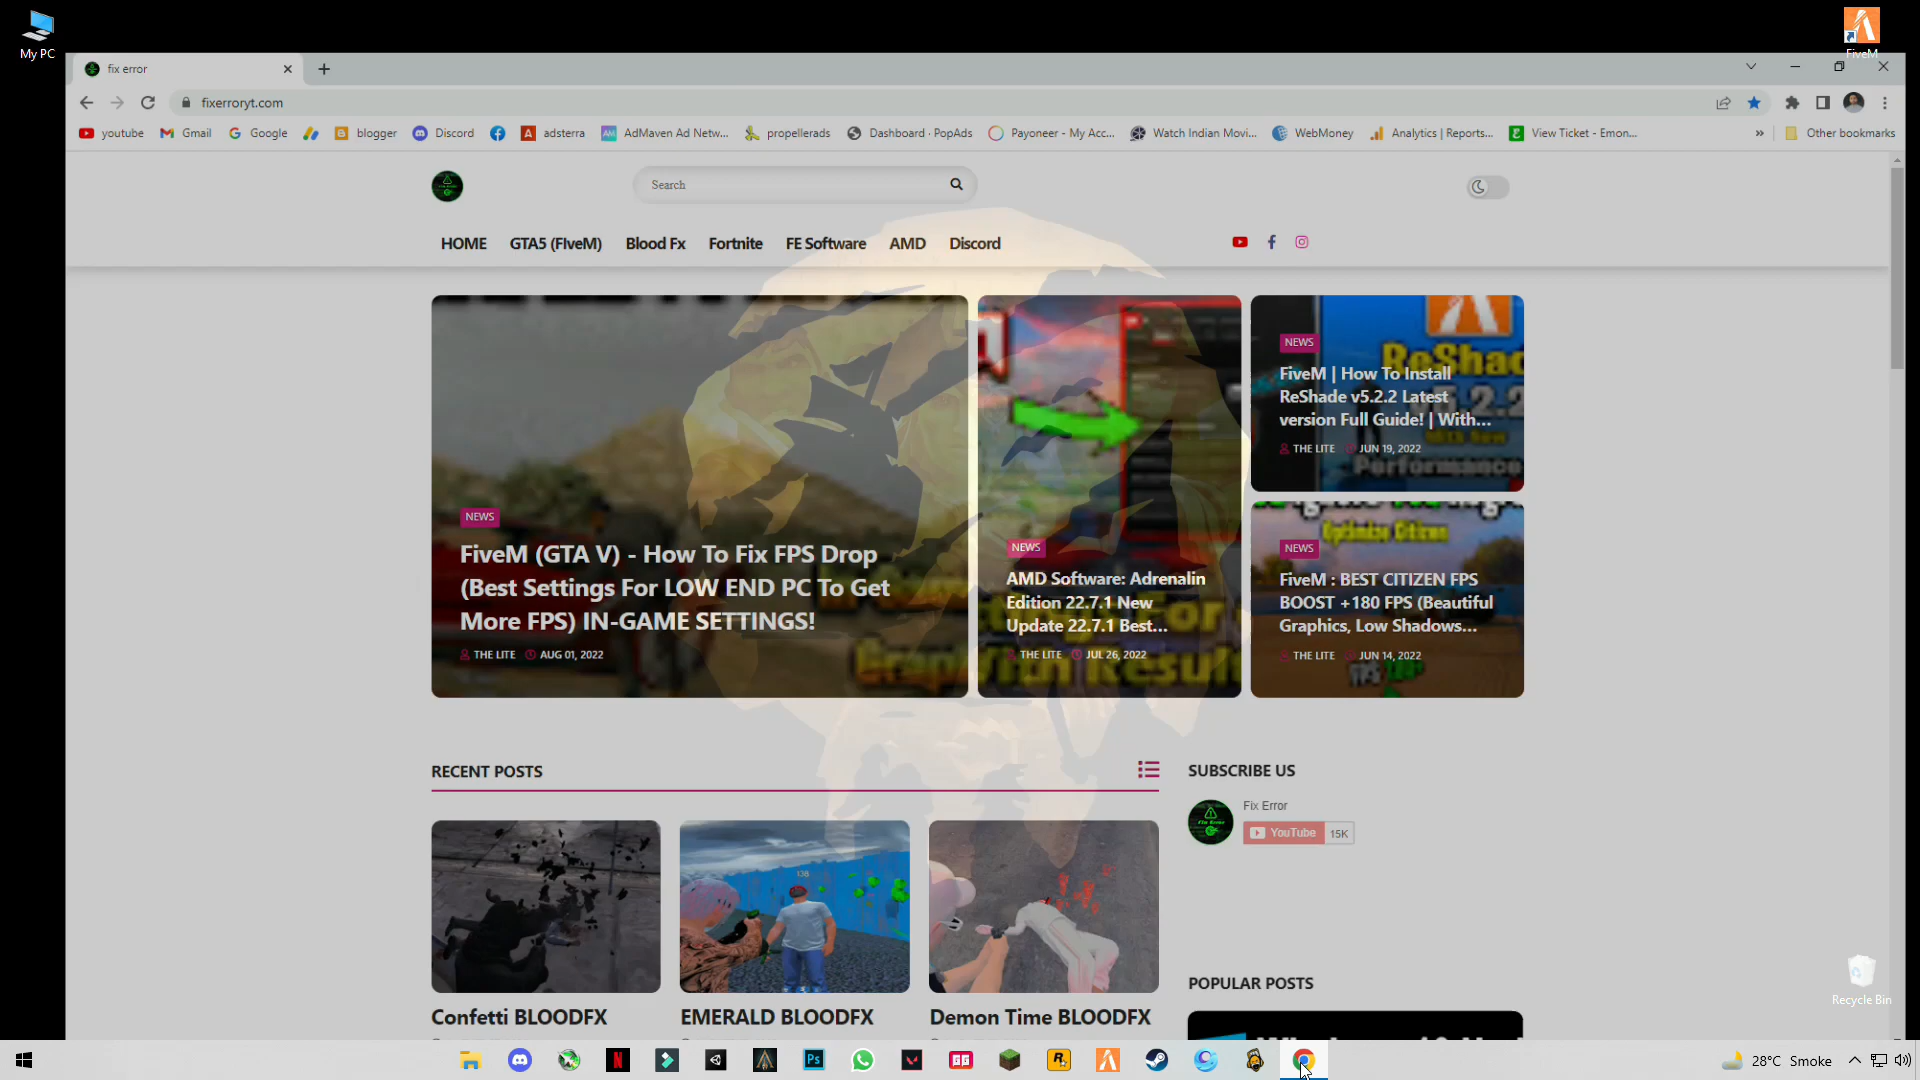 My PC
FiveM
fix error
fixerroryt.com
youtube
Gmail
Google
blogger
Discord
adsterra
AdMaven Ad Netw...
propellerads
Dashboard · PopAds
Payoneer - My Acc...
Watch Indian Movi...
WebMoney
Analytics | Reports...
View Ticket - Emon...
»
Other bookmarks
Search
HOME
GTA5 (FIveM)
Blood Fx
Fortnite
FE Software
AMD
Discord
NEWS
FiveM (GTA V) - How To Fix FPS Drop
(Best Settings For LOW END PC To Get
More FPS) IN-GAME SETTINGS!
THE LITE AUG 01, 2022
NEWS
AMD Software: Adrenalin
Edition 22.7.1 New
Update 22.7.1 Best...
THE LITE JUL 26, 2022
NEWS
FiveM | How To Install
ReShade v5.2.2 Latest
version Full Guide! | With...
THE LITE JUN 19, 2022
Performance
Optimize Citizen
NEWS
FiveM : BEST CITIZEN FPS
BOOST +180 FPS (Beautiful
Graphics, Low Shadows...
THE LITE JUN 14, 2022
RECENT POSTS
SUBSCRIBE US
Fix Error
YouTube 15K
138
Confetti BLOODFX
EMERALD BLOODFX
Demon Time BLOODFX
POPULAR POSTS
Recycle Bin
28°C Smoke